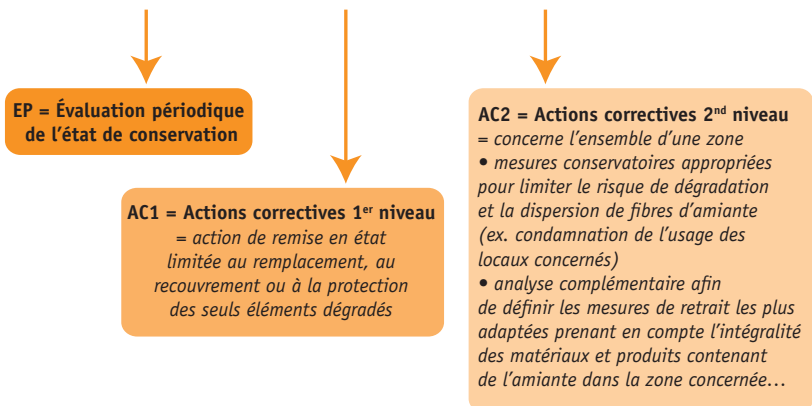 EP = Évaluation périodique
de l'état de conservation
AC1 = Actions correctives 1er niveau
= action de remise en état
limitée au remplacement, au
recouvrement ou à la protection
des seuls éléments dégradés
AC2 = Actions correctives 2nd niveau
= concerne l'ensemble d'une zone
• mesures conservatoires appropriées
pour limiter le risque de dégradation
et la dispersion de fibres d'amiante
(ex. condamnation de l'usage des
locaux concernés)
• analyse complémentaire afin
de définir les mesures de retrait les plus
adaptées prenant en compte l'intégralité
des matériaux et produits contenant
de l'amiante dans la zone concernée...